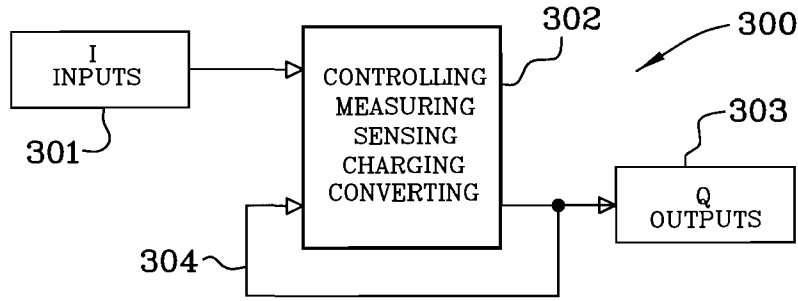 I
INPUTS
301
CONTROLLING
MEASURING
SENSING
CHARGING
CONVERTING
302
300
303
Q
OUTPUTS
304